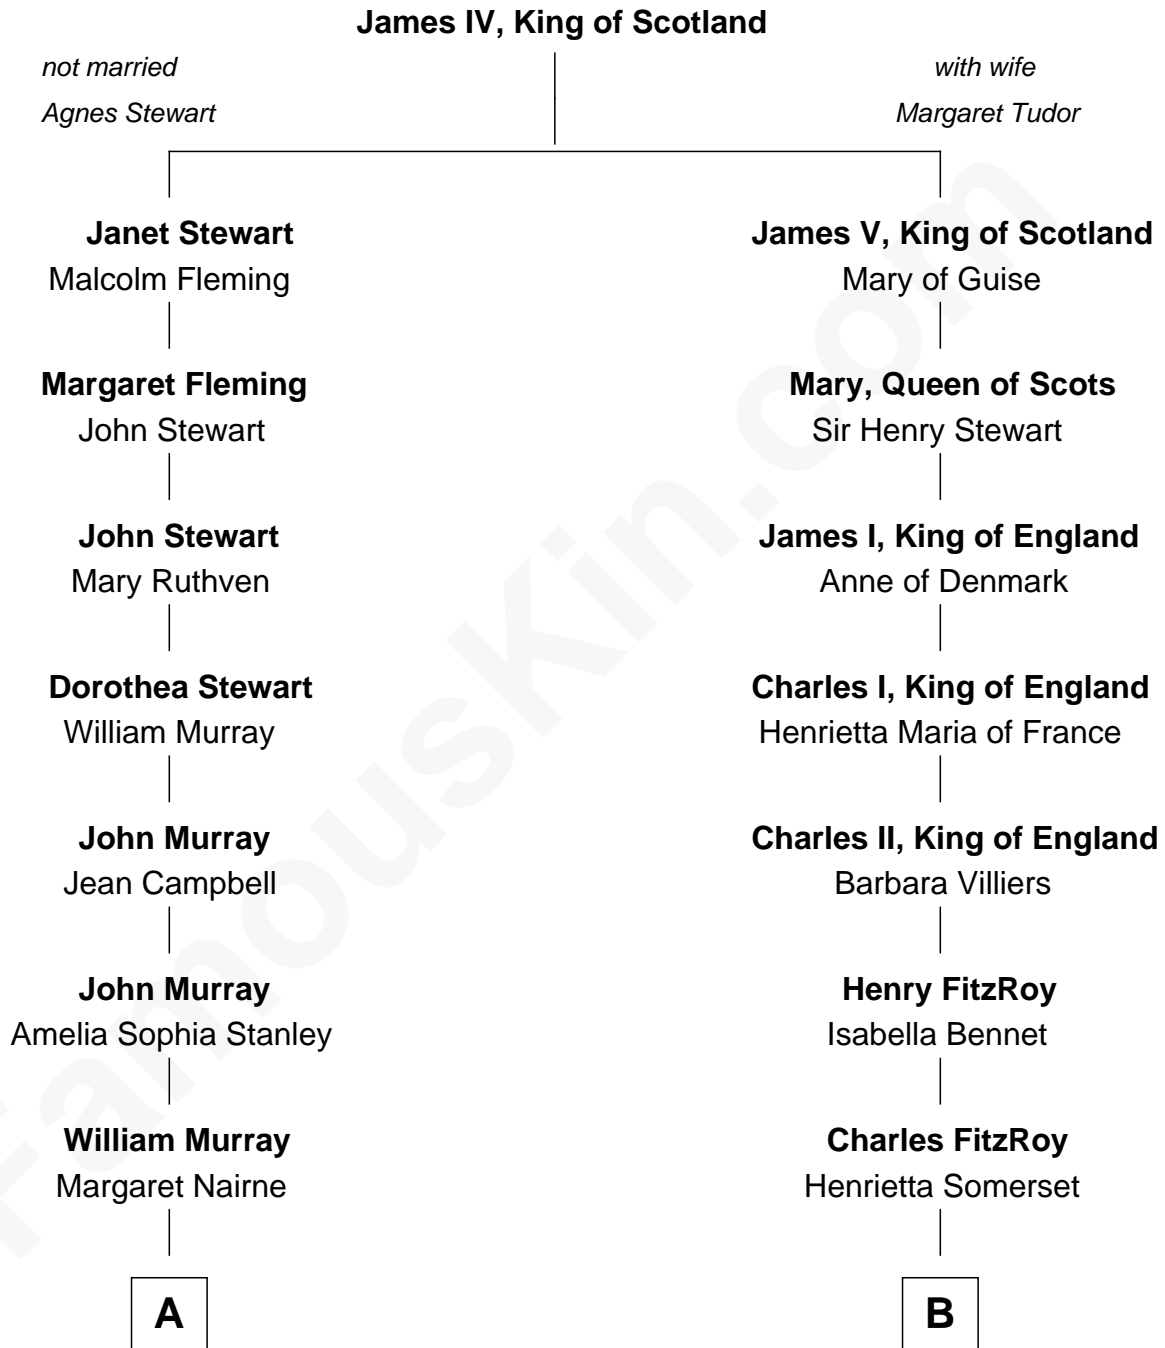 James IV, King of Scotland
not married
Agnes Stewart
with wife
Margaret Tudor
Janet Stewart
Malcolm Fleming
Margaret Fleming
John Stewart
John Stewart
Mary Ruthven
Dorothea Stewart
William Murray
John Murray
Jean Campbell
John Murray
Amelia Sophia Stanley
William Murray
Margaret Nairne
A
James V, King of Scotland
Mary of Guise
Mary, Queen of Scots
Sir Henry Stewart
James I, King of England
Anne of Denmark
Charles I, King of England
Henrietta Maria of France
Charles II, King of England
Barbara Villiers
Henry FitzRoy
Isabella Bennet
Charles FitzRoy
Henrietta Somerset
B
FamousKin.com